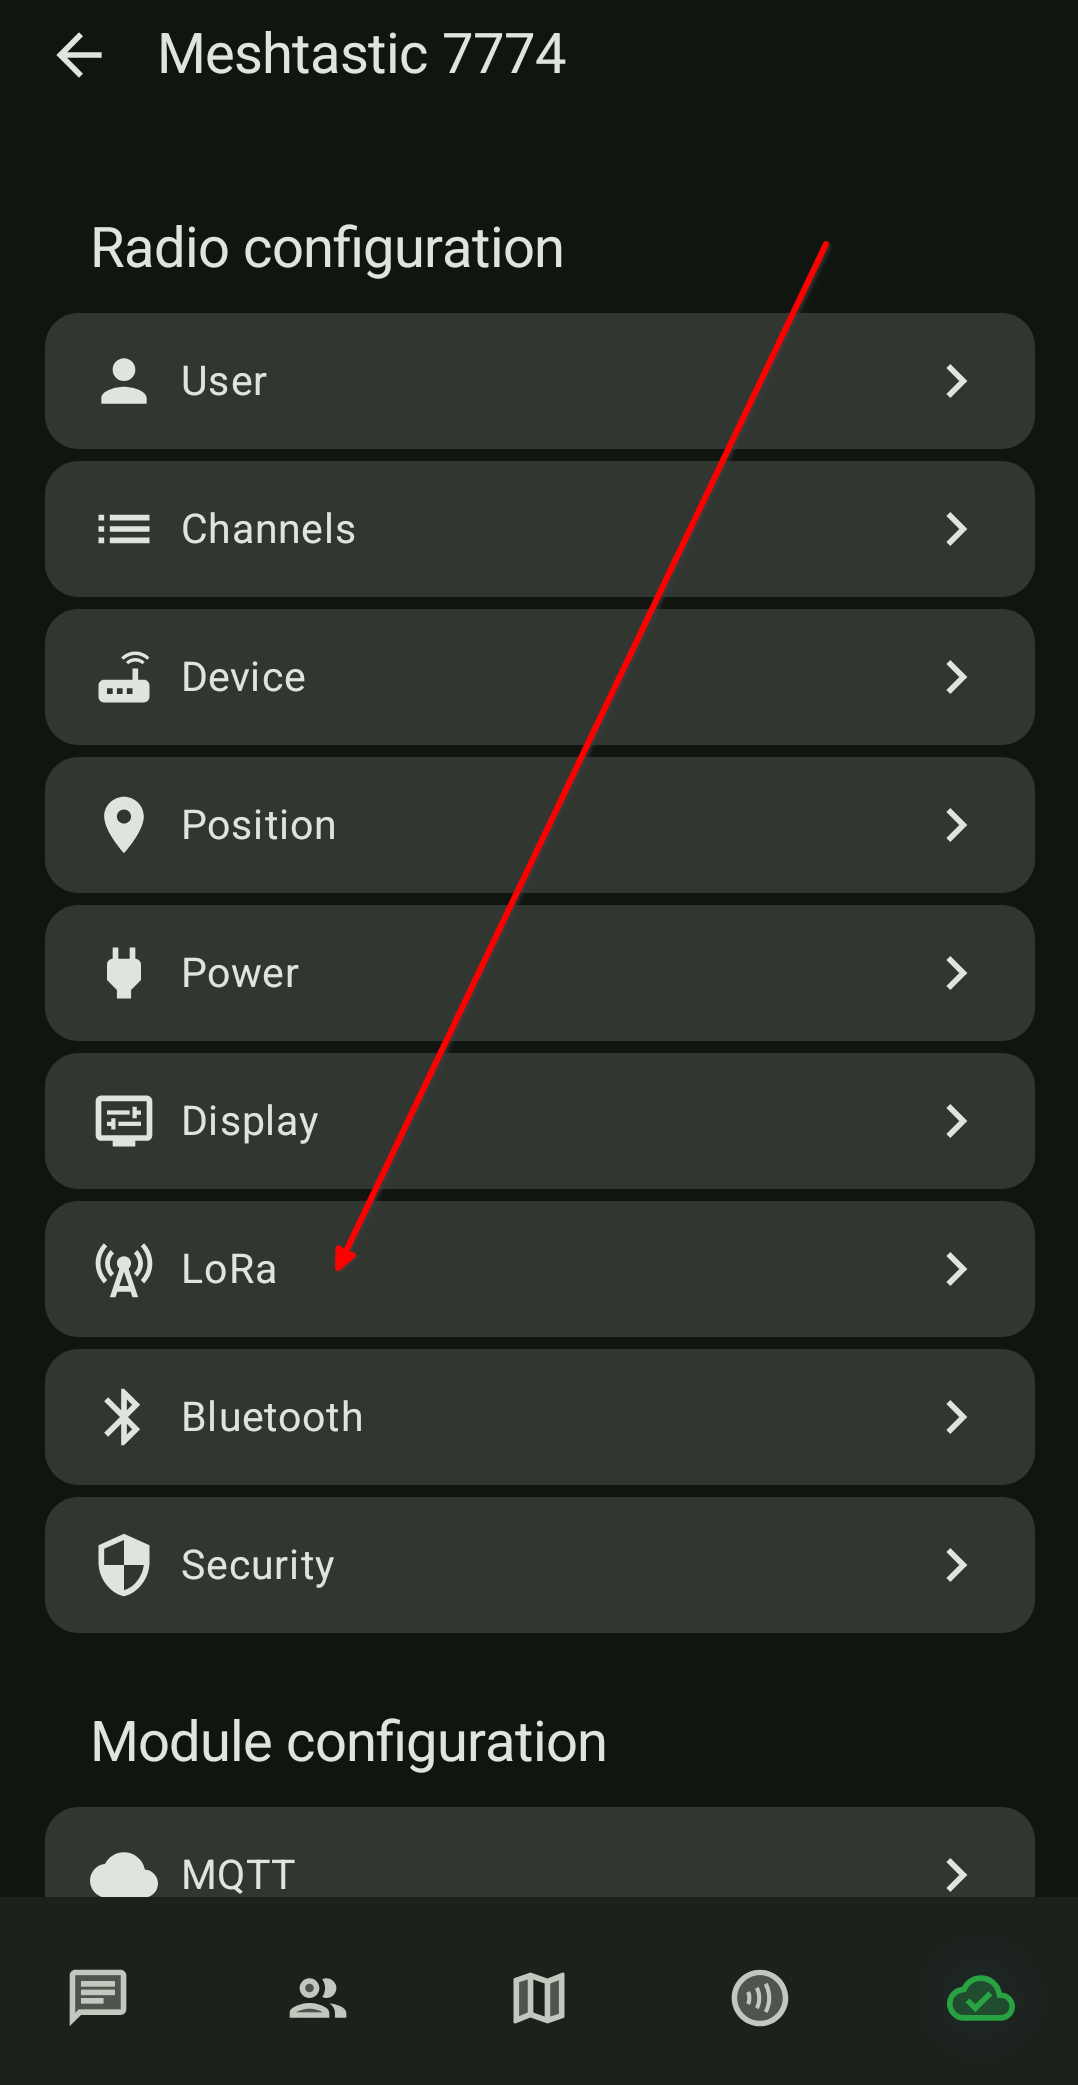 Meshtastic 7774
Radio configuration
User
Channels
Device
Position
Power
Display
LoRa
Bluetooth
Security
Module configuration
MQTT